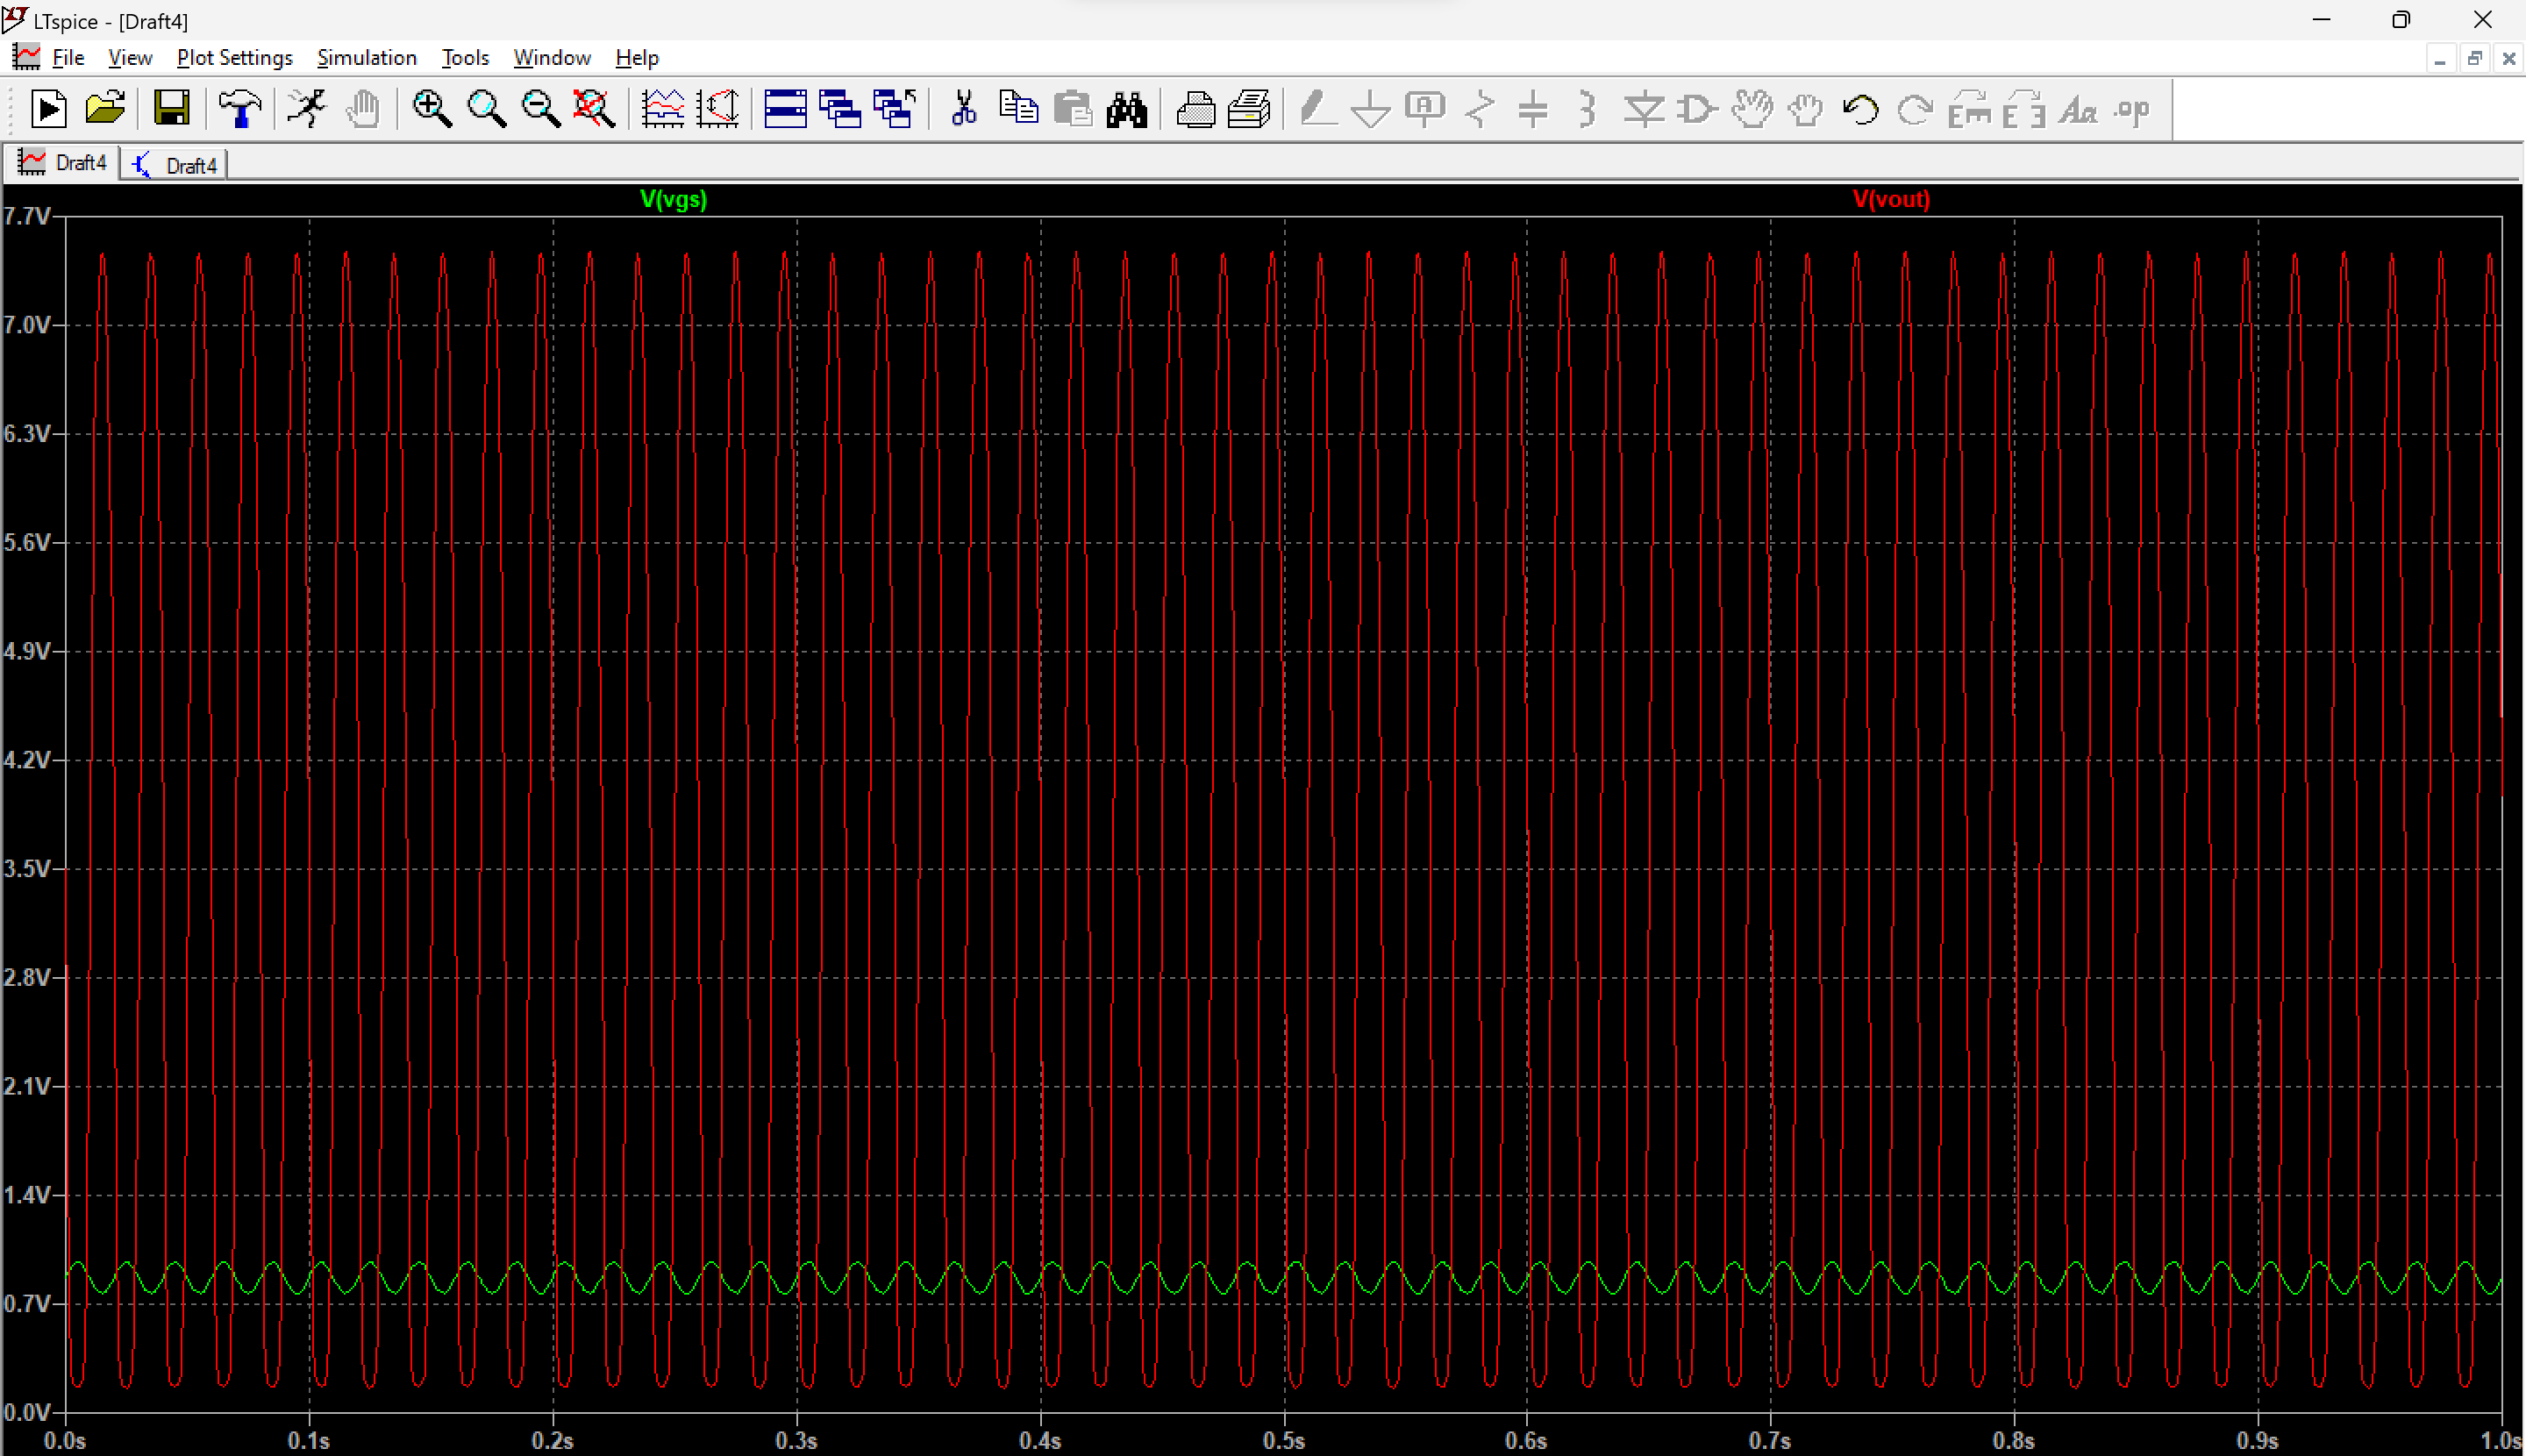 LTspice - [Draft4]
File View Plot Settings Simulation Tools Window Help
Aa .op
Draft4 Draft4
V(vgs) V(vout)
7.7V
7.0V
6.3V
5.6V
4.9V
4.2V
3.5V
2.8V
2.1V
1.4V
0.7V
0.0V
0.0s 0.1s 0.2s 0.3s 0.4s 0.5s 0.6s 0.7s 0.8s 0.9s 1.0s